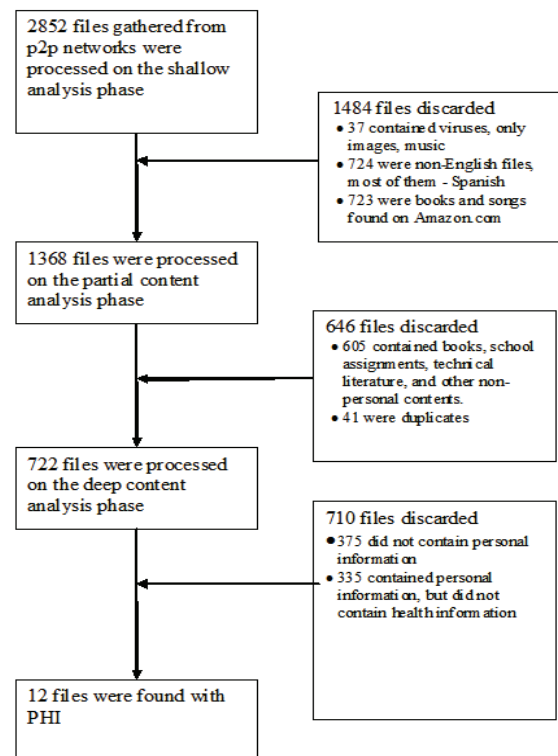 2852 files gathered from
p2p networks were
processed on the shallow
analysis phase
1484 files discarded
• 37 contained viruses, only
images, music
• 724 were non-English files,
most of them - Spanish
• 723 were books and songs
found on Amazon.com
1368 files were processed
on the partial content
analysis phase
646 files discarded
• 605 contained books, school
assignments, technical
literature, and other non-
personal contents.
• 41 were duplicates
722 files were processed
on the deep content
analysis phase
710 files discarded
• 375 did not contain personal
information
• 335 contained personal
information, but did not
contain health information
12 files were found with
PHI